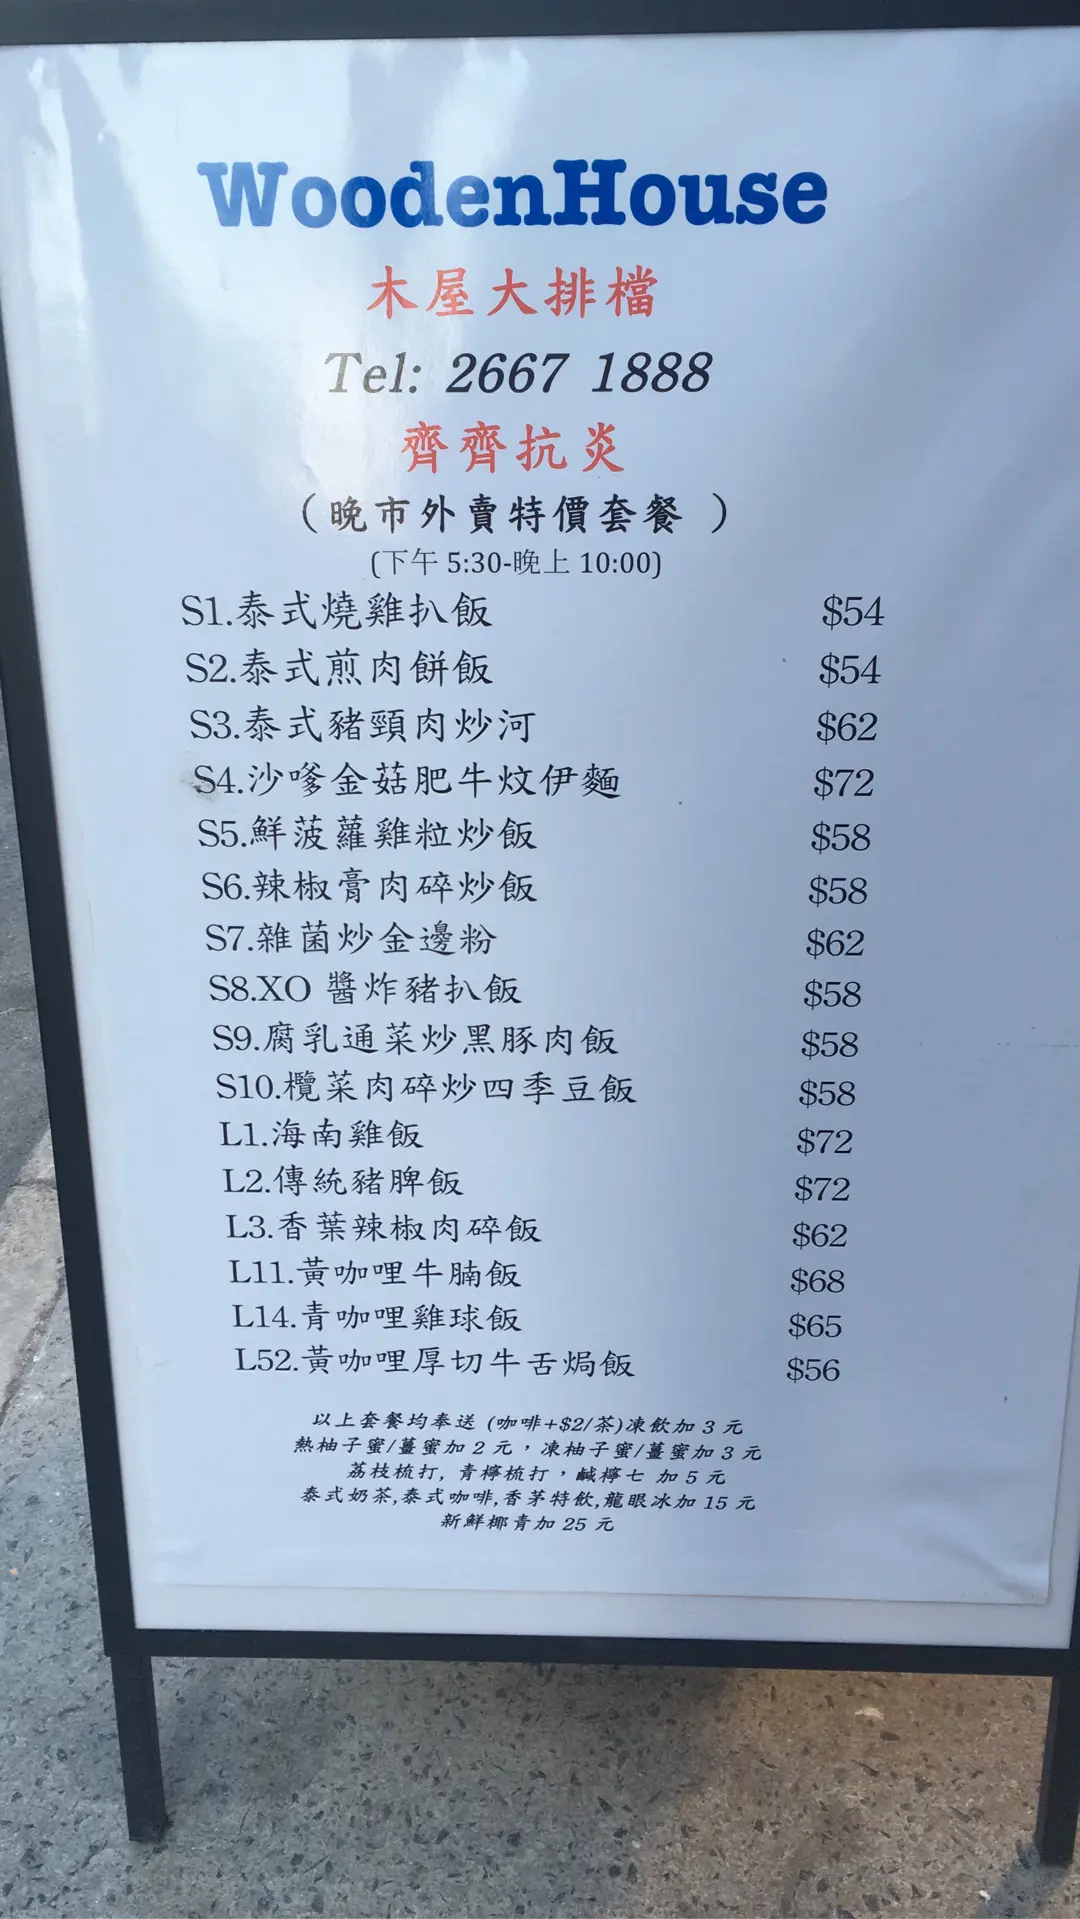 WoodenHouse
木屋大排檔
Tel: 2667 1888
齊齊抗炎
（晚市外賣特價套餐 ）
(下午 5:30-晚上 10:00)
S1.泰式燒雞扒飯 $54
S2.泰式煎肉餅飯 $54
S3.泰式豬頸肉炒河 $62
S4.沙嗲金菇肥牛炆伊麵 $72
S5.鮮菠蘿雞粒炒飯 $58
S6.辣椒膏肉碎炒飯 $58
S7.雜菌炒金邊粉 $62
S8.XO 醬炸豬扒飯 $58
S9.腐乳通菜炒黑豚肉飯 $58
S10.欖菜肉碎炒四季豆飯 $58
L1.海南雞飯 $72
L2.傳統豬脾飯 $72
L3.香葉辣椒肉碎飯 $62
L11.黃咖哩牛腩飯 $68
L14.青咖哩雞球飯 $65
L52.黃咖哩厚切牛舌焗飯 $56
以上套餐均奉送 (咖啡+$2/茶)凍飲加 3 元
熱柚子蜜/薑蜜加 2 元，凍柚子蜜/薑蜜加 3 元
荔枝梳打, 青檸梳打，鹹檸七 加 5 元
泰式奶茶,泰式咖啡,香茅特飲,龍眼冰加 15 元
新鮮椰青加 25 元